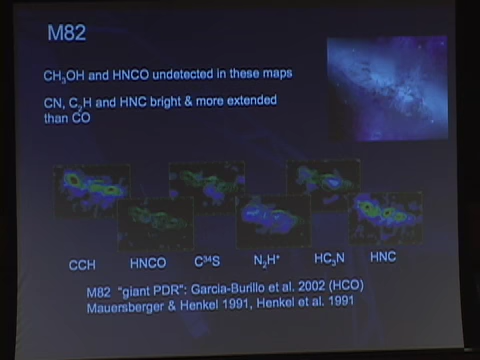 M82
CH₃OH and HNCO undetected in these maps
CN, C₂H and HNC bright & more extended
than CO
CCH HNCO C³⁴S N₂H⁺ HC₃N HNC
M82 "giant PDR": Garcia-Burillo et al. 2002 (HCO)
Mauersberger & Henkel 1991, Henkel et al. 1991